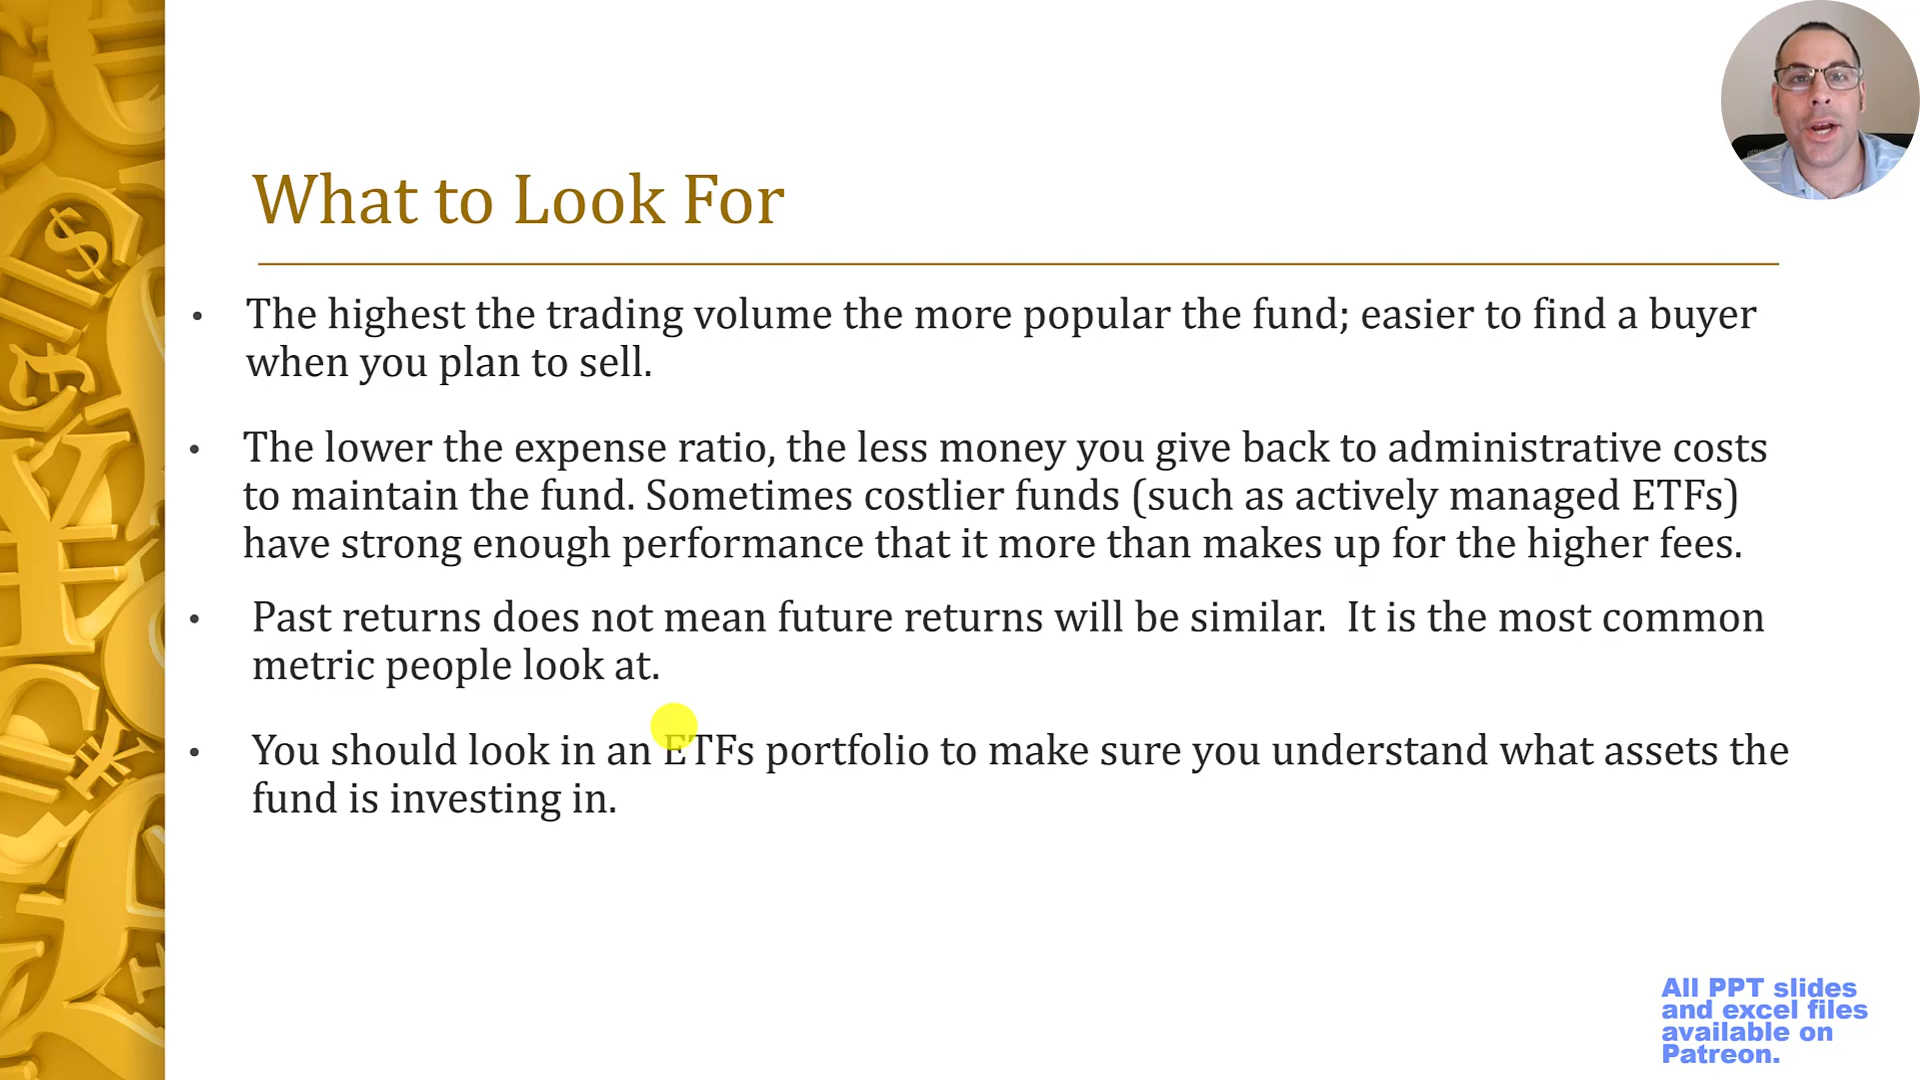 What to Look For
• The highest the trading volume the more popular the fund; easier to find a buyer
when you plan to sell.
• The lower the expense ratio, the less money you give back to administrative costs
to maintain the fund. Sometimes costlier funds (such as actively managed ETFs)
have strong enough performance that it more than makes up for the higher fees.
• Past returns does not mean future returns will be similar.  It is the most common
metric people look at.
• You should look in an ETFs portfolio to make sure you understand what assets the
fund is investing in.
All PPT slides
and excel files
available on
Patreon.